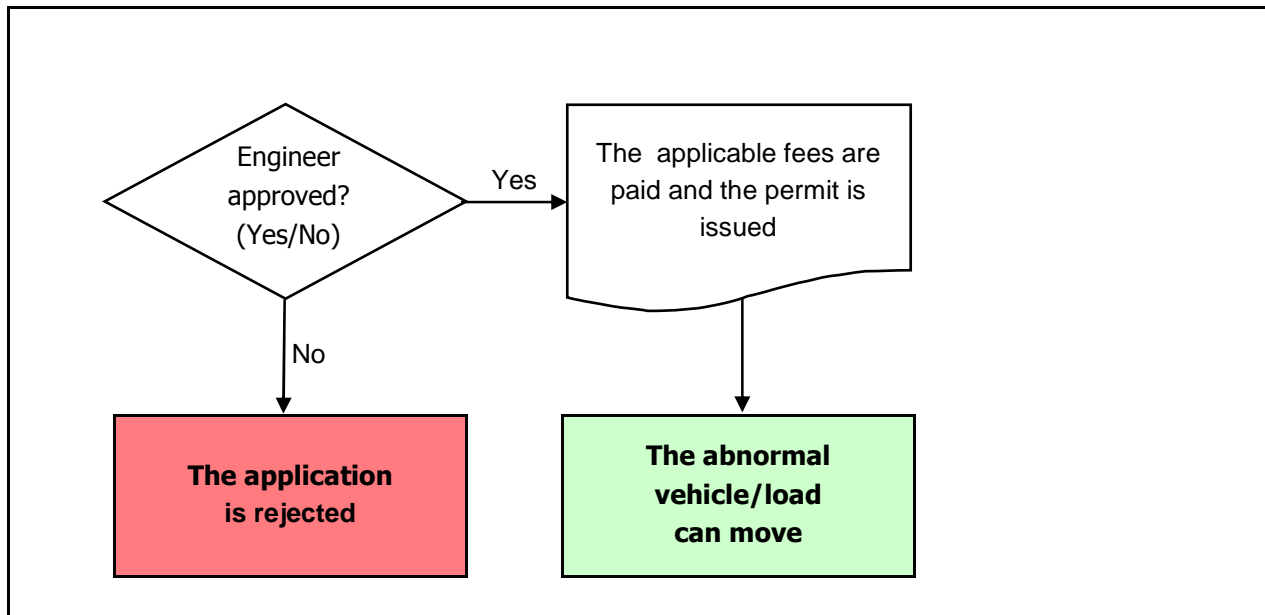 Engineer
approved?
(Yes/No)
Yes
The applicable fees are
paid and the permit is
issued
No
The application
is rejected
The abnormal
vehicle/load
can move